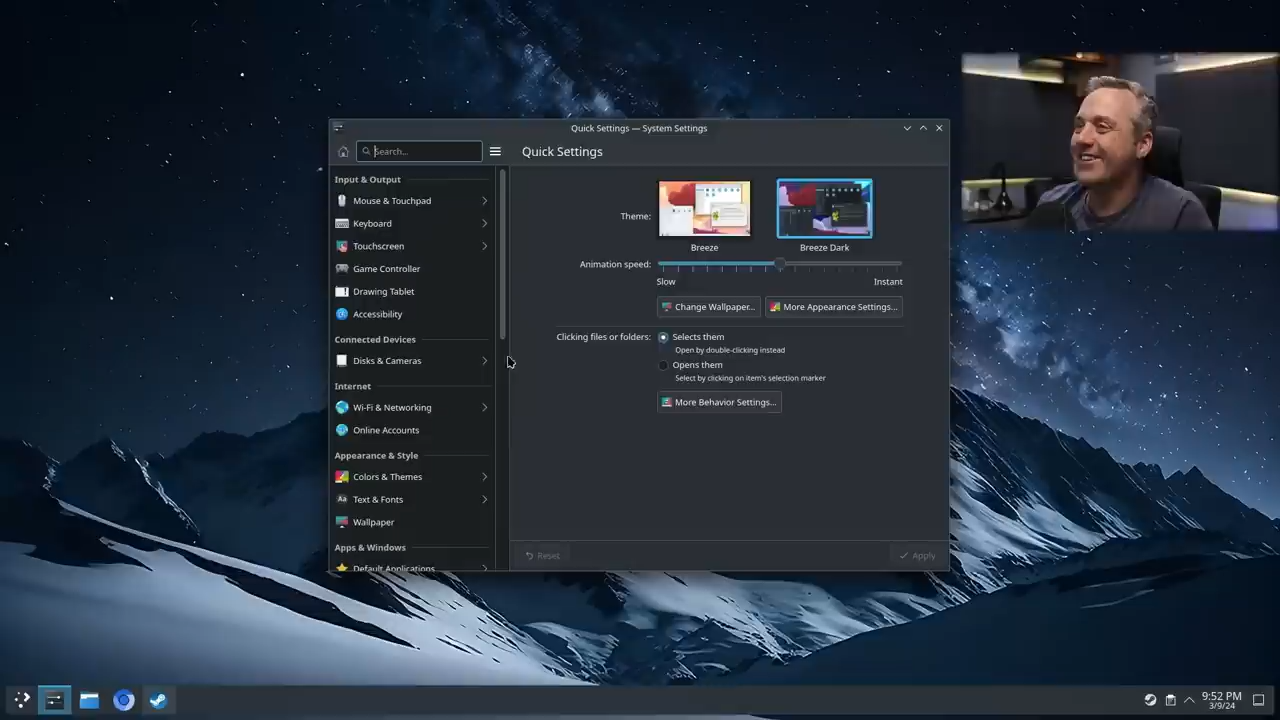 Quick Settings — System Settings
Search...
Quick Settings
Input & Output
Mouse & Touchpad
Keyboard
Touchscreen
Game Controller
Drawing Tablet
Accessibility
Connected Devices
Disks & Cameras
Internet
Wi-Fi & Networking
Online Accounts
Appearance & Style
Colors & Themes
Text & Fonts
Wallpaper
Apps & Windows
Default Applications
Theme:
Breeze
Breeze Dark
Animation speed:
Slow
Instant
Change Wallpaper...
More Appearance Settings...
Clicking files or folders:
Selects them
Open by double-clicking instead
Opens them
Select by clicking on item's selection marker
More Behavior Settings...
Reset
Apply
9:52 PM
3/9/24